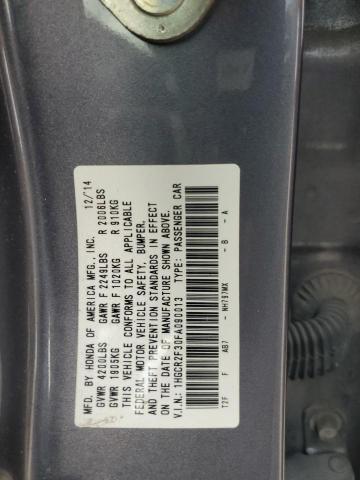 MFD. BY HONDA OF AMERICA MFG., INC. 12/'14
GVWR 4200LBS GAWR F 2249LBS R 2006LBS
GVWR 1905KG GAWR F 1020KG R 910KG
THIS VEHICLE CONFORMS TO ALL APPLICABLE
FEDERAL MOTOR VEHICLE SAFETY, BUMPER,
AND THEFT PREVENTION STANDARDS IN EFFECT
ON THE DATE OF MANUFACTURE SHOWN ABOVE.
V.I.N.: 1HGCR2F30FA090013 TYPE: PASSENGER CAR
T2F F AB7 - NH797MX - B - A